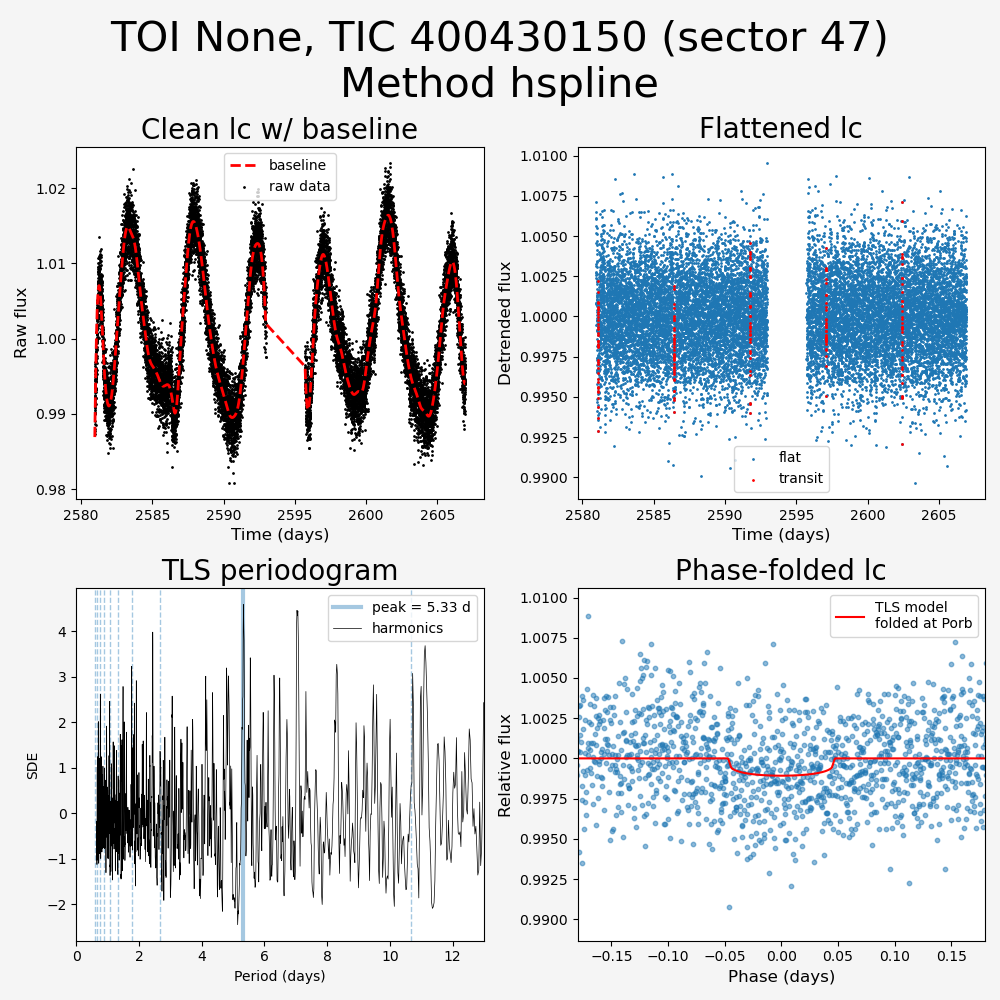 TOI None, TIC 400430150 (sector 47)
Method hspline
Clean lc w/ baseline
Raw flux
1.02
1.01
1.00
0.99
0.98
baseline
raw data
2580 2585 2590 2595 2600 2605
Time (days)
Flattened lc
Detrended flux
1.0100
1.0075
1.0050
1.0025
1.0000
0.9975
0.9950
0.9925
0.9900
flat
transit
2580 2585 2590 2595 2600 2605
Time (days)
TLS periodogram
SDE
4
3
2
1
0
−1
−2
peak = 5.33 d
harmonics
0 2 4 6 8 10 12
Period (days)
Phase-folded lc
Relative flux
1.0100
1.0075
1.0050
1.0025
1.0000
0.9975
0.9950
0.9925
0.9900
TLS model
folded at Porb
−0.15 −0.10 −0.05 0.00 0.05 0.10 0.15
Phase (days)